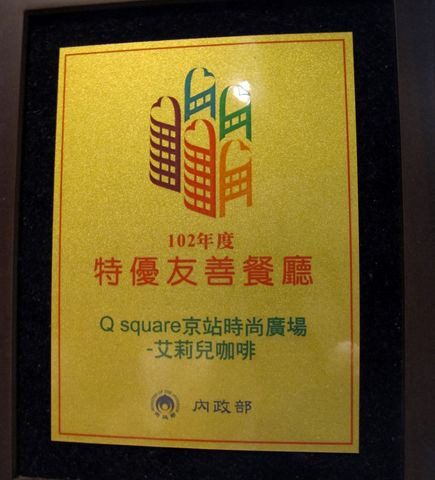 102年度
特優友善餐廳
Q square京站時尚廣場
-艾莉兒咖啡
內政部